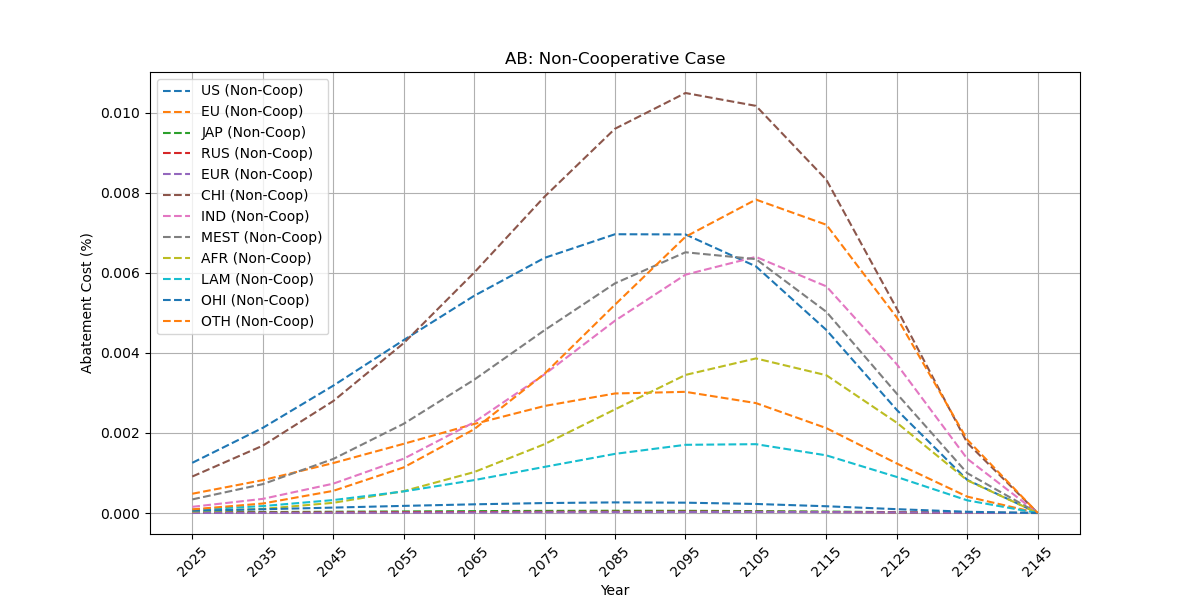 AB: Non-Cooperative Case
US (Non-Coop)
EU (Non-Coop)
JAP (Non-Coop)
RUS (Non-Coop)
EUR (Non-Coop)
CHI (Non-Coop)
IND (Non-Coop)
MEST (Non-Coop)
AFR (Non-Coop)
LAM (Non-Coop)
OHI (Non-Coop)
OTH (Non-Coop)
Abatement Cost (%)
0.010
0.008
0.006
0.004
0.002
0.000
2025 2035 2045 2055 2065 2075 2085 2095 2105 2115 2125 2135 2145
Year